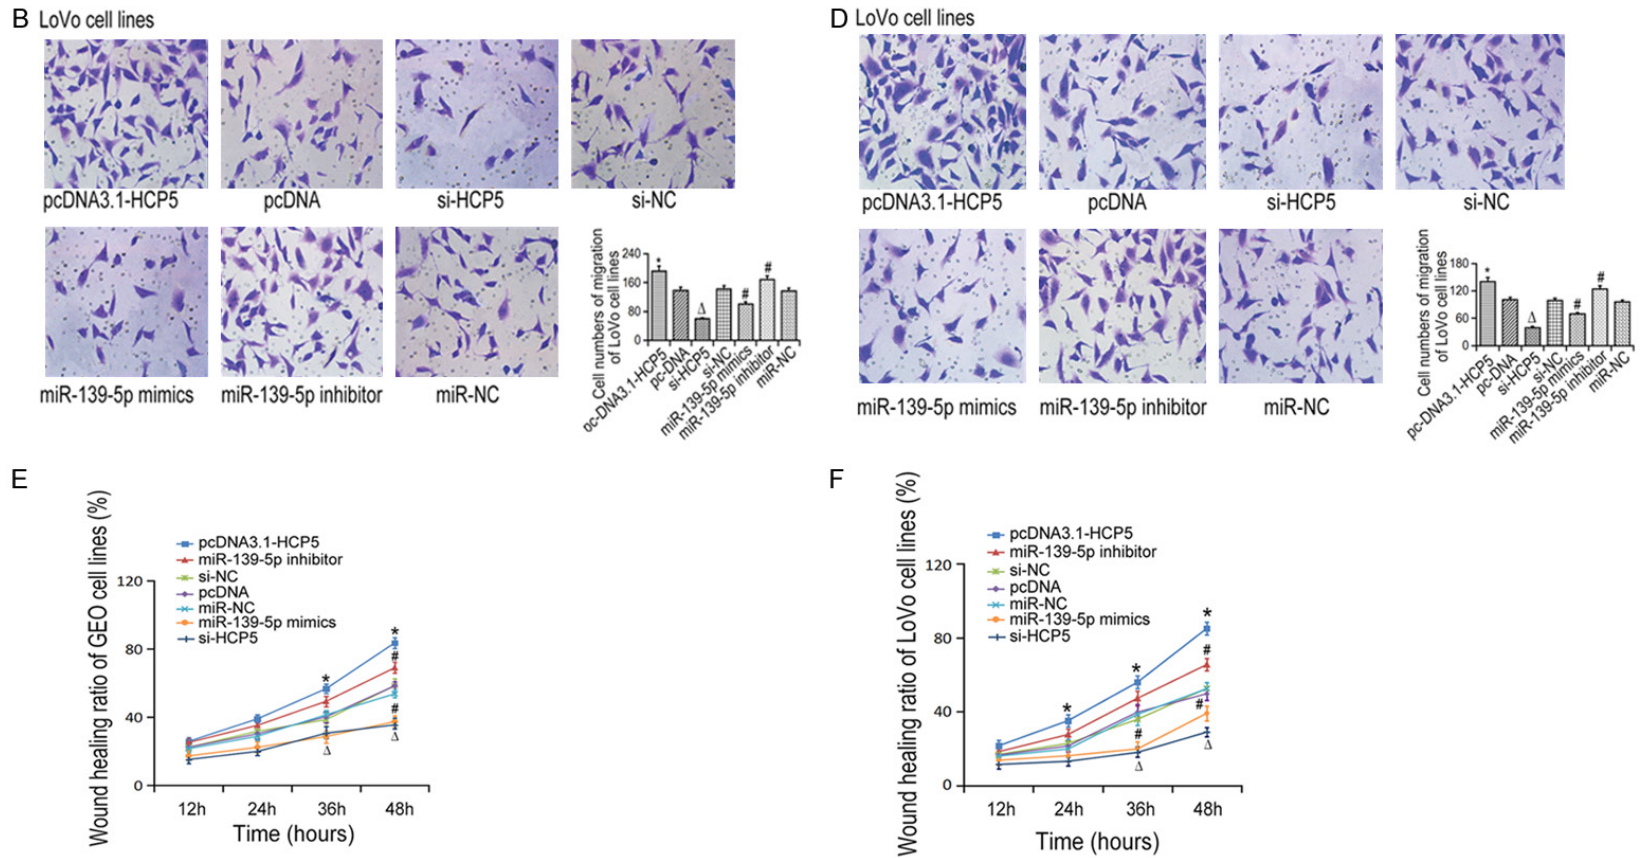 B LoVo cell lines
pcDNA3.1-HCP5 pcDNA si-HCP5 si-NC
miR-139-5p mimics miR-139-5p inhibitor miR-NC
Cell numbers of migration
of LoVo cell lines
240
160
80
0
* Δ # #
oc-DNA3.1-HCP5
pc-DNA
si-HCP5
si-NC
miR-139-5p mimics
miR-139-5p inhibitor
miR-NC
D LoVo cell lines
pcDNA3.1-HCP5 pcDNA si-HCP5 si-NC
miR-139-5p mimics miR-139-5p inhibitor miR-NC
Cell numbers of migration
of LoVo cell lines
180
120
60
0
* Δ # #
pc-DNA3.1-HCP5
pc-DNA
si-HCP5
si-NC
miR-139-5p mimics
miR-139-5p inhibitor
miR-NC
E
Wound healing ratio of GEO cell lines (%)
pcDNA3.1-HCP5
miR-139-5p inhibitor
si-NC
pcDNA
miR-NC
miR-139-5p mimics
si-HCP5
120
80
40
0
* Δ
* # # Δ
12h 24h 36h 48h
Time (hours)
F
Wound healing ratio of LoVo cell lines (%)
pcDNA3.1-HCP5
miR-139-5p inhibitor
si-NC
pcDNA
miR-NC
miR-139-5p mimics
si-HCP5
120
80
40
0
*
* # Δ
* # # Δ
12h 24h 36h 48h
Time (hours)